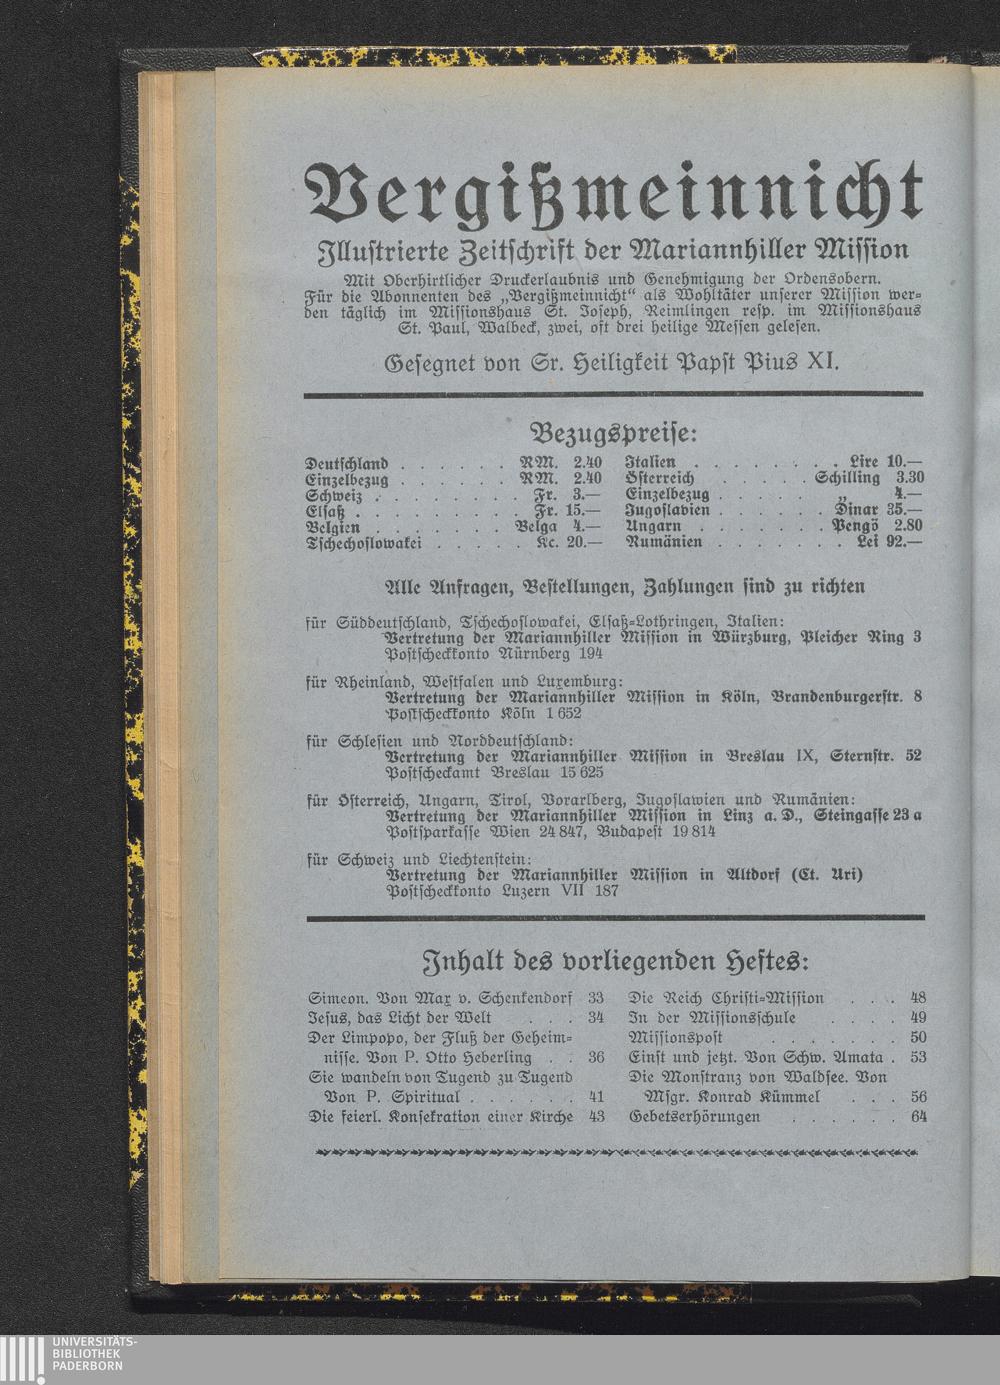 Vergißmeinnicht
Illustrierte Zeitschrift der Mariannhiller Mission
Mit Oberhirtlicher Druckerlaubnis und Genehmigung der Ordensobern.
Für die Abonnenten des „Vergißmeinnicht“ als Wohltäter unserer Mission wer-
den täglich im Missionshaus St. Joseph, Reimlingen resp. im Missionshaus
St. Paul, Walbeck, zwei, oft drei heilige Messen gelesen.
Gesegnet von Sr. Heiligkeit Papst Pius XI.
Bezugspreise:
Deutschland . . . . . . RM. 2.40
Einzelbezug . . . . . . RM. 2.40
Schweiz . . . . . . . . Fr. 3.—
Elsaß . . . . . . . . . Fr. 15.—
Belgien . . . . . . . Belga 4.—
Tschechoslowakei . . . . . Kc. 20.—
Italien . . . . . . . . Lire 10.—
Österreich . . . . . Schilling 3.30
Einzelbezug . . . . . „ 4.—
Jugoslavien . . . . . . Dinar 35.—
Ungarn . . . . . . . Pengö 2.80
Rumänien . . . . . . . Lei 92.—
Alle Anfragen, Bestellungen, Zahlungen sind zu richten
für Süddeutschland, Tschechoslowakei, Elsaß-Lothringen, Italien:
Vertretung der Mariannhiller Mission in Würzburg, Pleicher Ring 3
Postscheckkonto Nürnberg 194
für Rheinland, Westfalen und Luxemburg:
Vertretung der Mariannhiller Mission in Köln, Brandenburgerstr. 8
Postscheckkonto Köln 1 652
für Schlesien und Norddeutschland:
Vertretung der Mariannhiller Mission in Breslau IX, Sternstr. 52
Postscheckamt Breslau 15 625
für Österreich, Ungarn, Tirol, Vorarlberg, Jugoslawien und Rumänien:
Vertretung der Mariannhiller Mission in Linz a. D., Steingasse 23 a
Postsparkasse Wien 24 847, Budapest 19 814
für Schweiz und Liechtenstein:
Vertretung der Mariannhiller Mission in Altdorf (Ct. Uri)
Postscheckkonto Luzern VII 187
Inhalt des vorliegenden Heftes:
Simeon. Von Max v. Schenkendorf 33
Jesus, das Licht der Welt . . . 34
Der Limpopo, der Fluß der Geheim-
nisse. Von P. Otto Heberling . . 36
Sie wandeln von Tugend zu Tugend
Von P. Spiritual . . . . . . 41
Die feierl. Konsekration einer Kirche 43
Die Reich Christi-Mission . . . 48
In der Missionsschule . . . . 49
Missionspost . . . . . . . 50
Einst und jetzt. Von Schw. Amata . 53
Die Monstranz von Waldsee. Von
Msgr. Konrad Kümmel . . . 56
Gebetserhörungen . . . . . . 64
UNIVERSITÄTS-
BIBLIOTHEK
PADERBORN